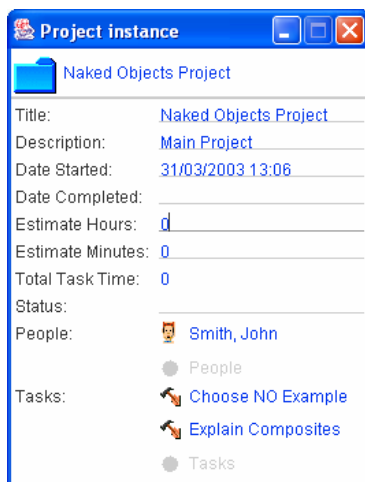 Project instance
Naked Objects Project
Title: Naked Objects Project
Description: Main Project
Date Started: 31/03/2003 13:06
Date Completed:
Estimate Hours: 0
Estimate Minutes: 0
Total Task Time: 0
Status:
People: Smith, John
People
Tasks: Choose NO Example
Explain Composites
Tasks